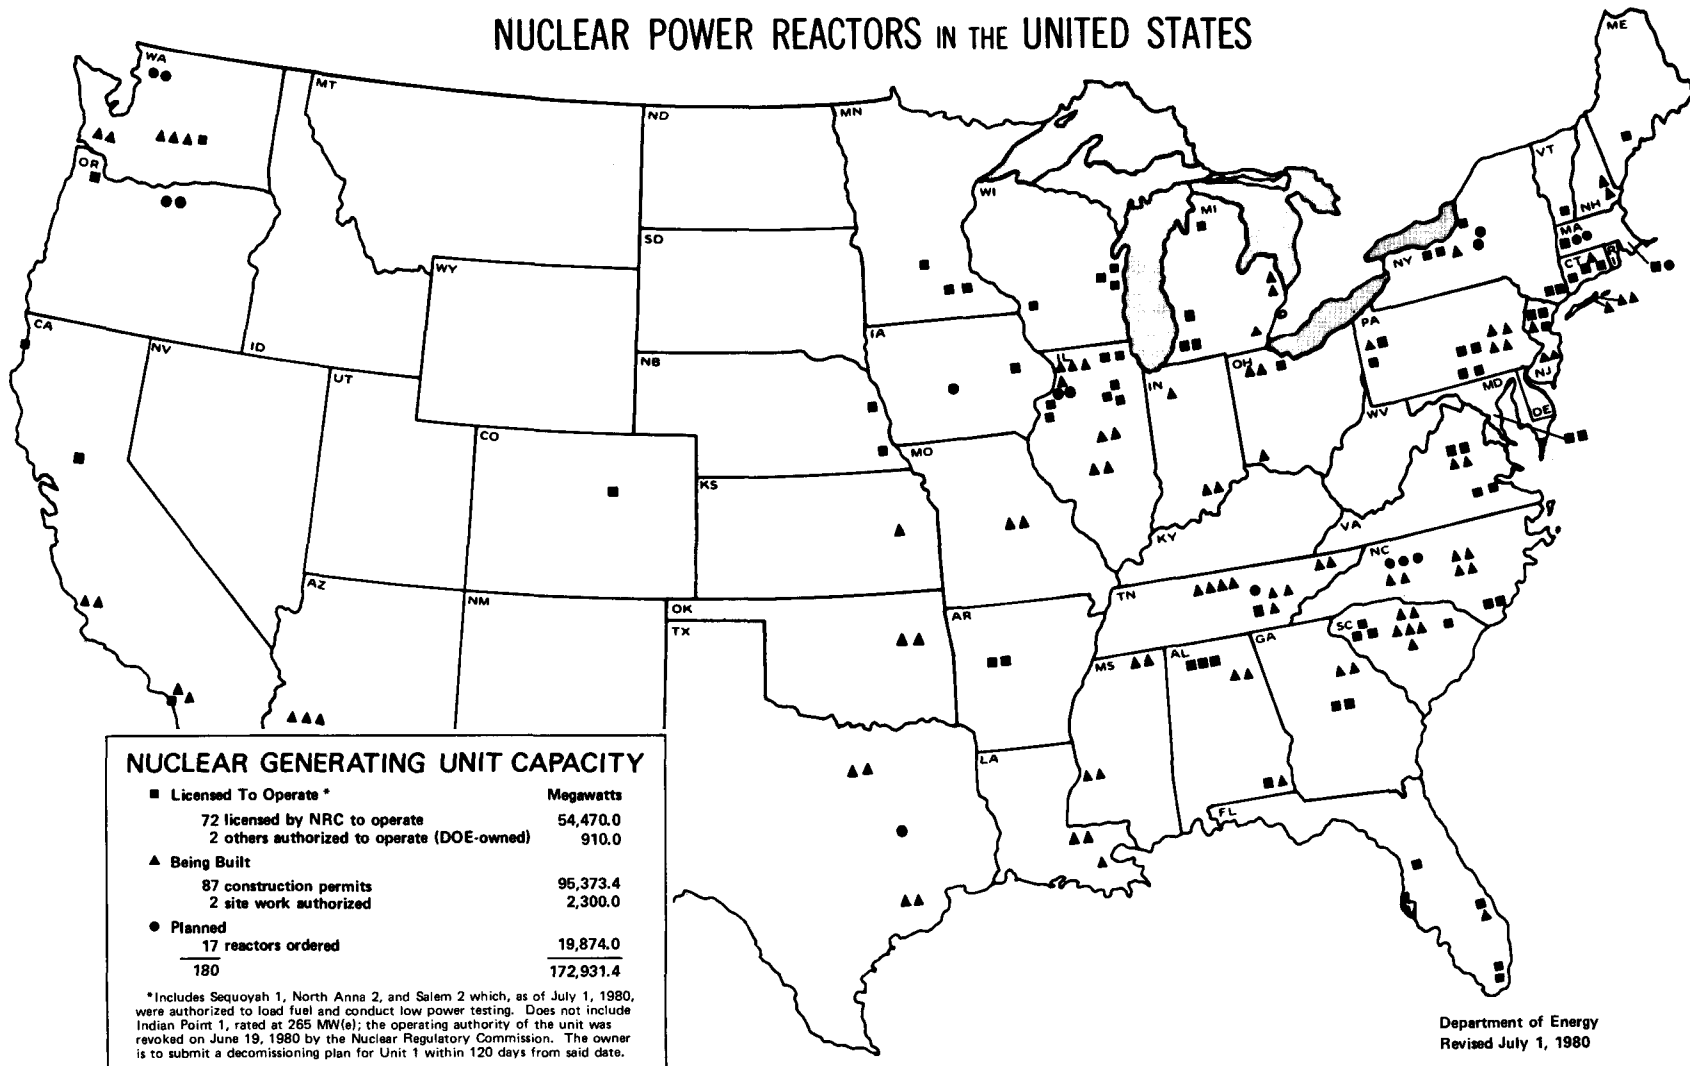 NUCLEAR POWER REACTORS IN THE UNITED STATES
WA
MT
ND
MN
ME
OR
VT
WI
MI
NH
SD
MA
NY
CT
RI
WY
CA
IA
PA
NV
ID
IL
NB
OH
UT
IN
NJ
MD
WV
DE
CO
MO
KS
VA
KY
NC
AZ
NM
OK
TN
AR
TX
SC
GA
MS
AL
LA
FL
NUCLEAR GENERATING UNIT CAPACITY
■ Licensed To Operate * Megawatts
72 licensed by NRC to operate 54,470.0
2 others authorized to operate (DOE-owned) 910.0
▲ Being Built
87 construction permits 95,373.4
2 site work authorized 2,300.0
● Planned
17 reactors ordered 19,874.0
180 172,931.4
*Includes Sequoyah 1, North Anna 2, and Salem 2 which, as of July 1, 1980,
were authorized to load fuel and conduct low power testing. Does not include
Indian Point 1, rated at 265 MW(e); the operating authority of the unit was
revoked on June 19, 1980 by the Nuclear Regulatory Commission. The owner
is to submit a decomissioning plan for Unit 1 within 120 days from said date.
Department of Energy
Revised July 1, 1980